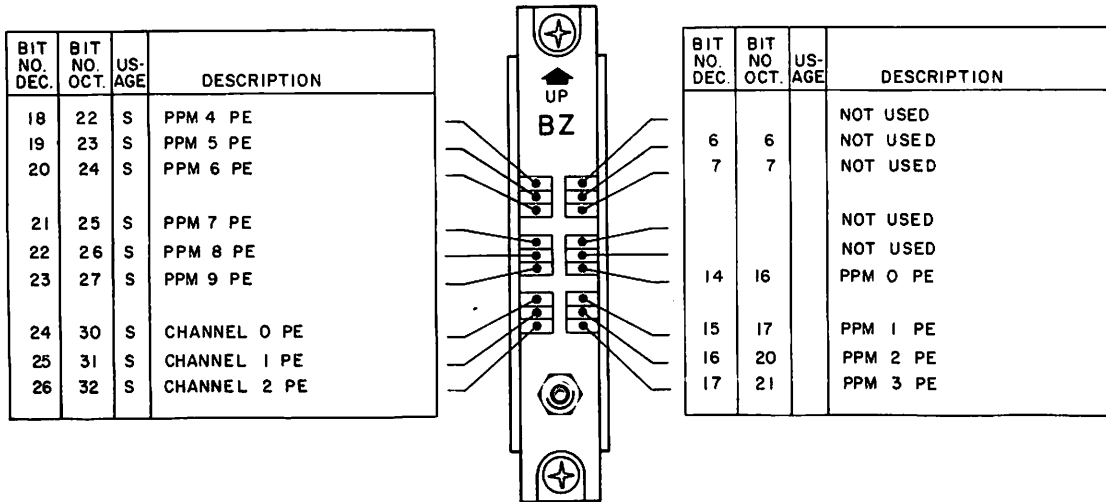 BIT NO. DEC. BIT NO. OCT. US-AGE DESCRIPTION
18 22 S PPM 4 PE
19 23 S PPM 5 PE
20 24 S PPM 6 PE
21 25 S PPM 7 PE
22 26 S PPM 8 PE
23 27 S PPM 9 PE
24 30 S CHANNEL 0 PE
25 31 S CHANNEL 1 PE
26 32 S CHANNEL 2 PE
UP
BZ
BIT NO. DEC. BIT NO OCT. US-AGE DESCRIPTION
NOT USED
6 6 NOT USED
7 7 NOT USED
NOT USED
NOT USED
14 16 PPM 0 PE
15 17 PPM 1 PE
16 20 PPM 2 PE
17 21 PPM 3 PE